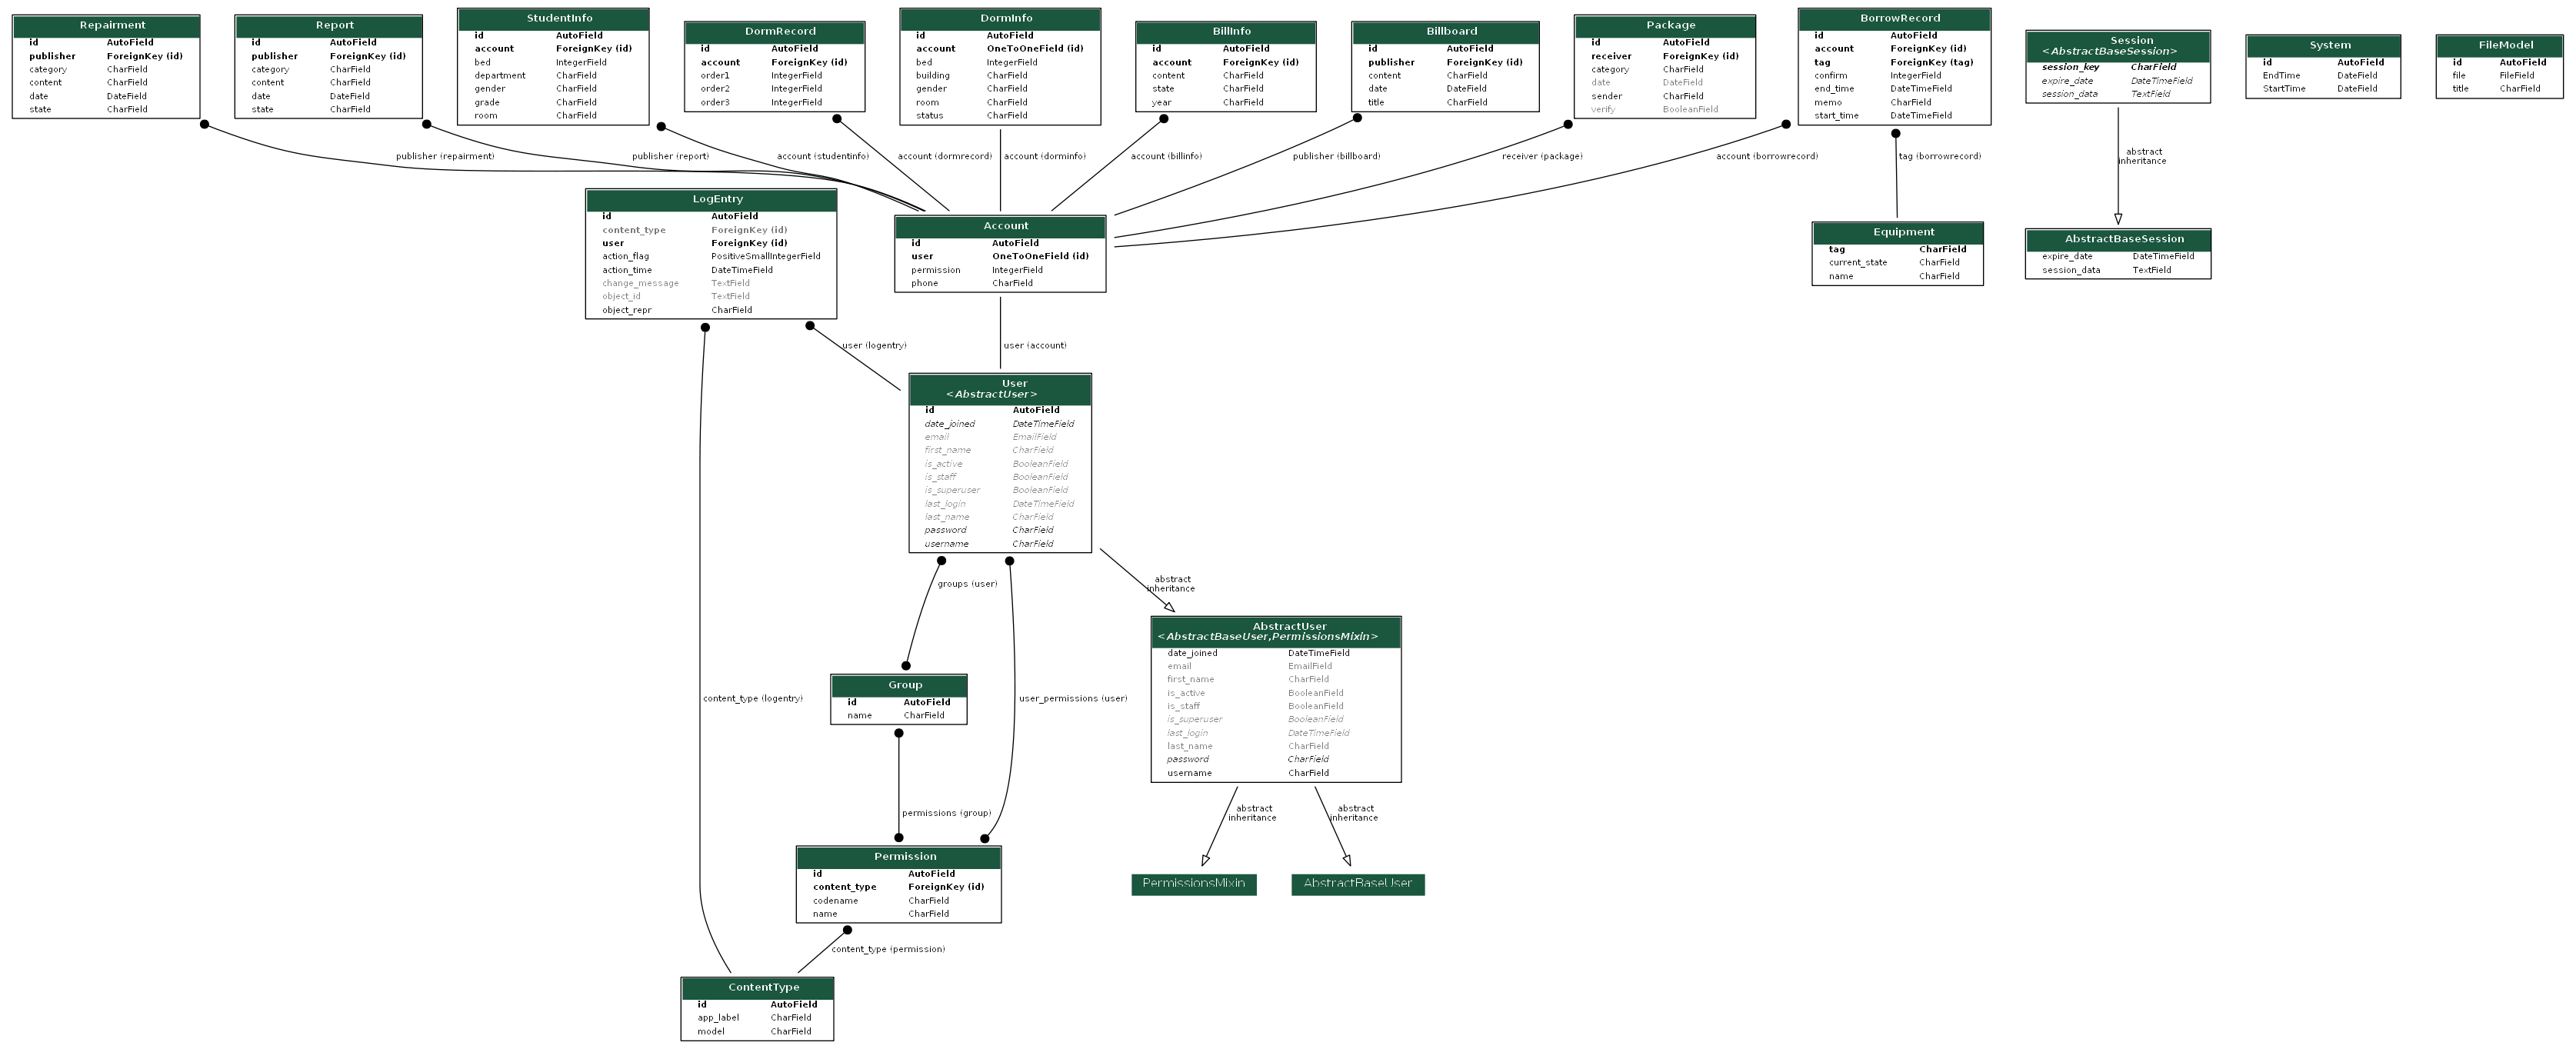 Repairment
id AutoField
publisher ForeignKey (id)
category CharField
content CharField
date DateField
state CharField
Report
id AutoField
publisher ForeignKey (id)
category CharField
content CharField
date DateField
state CharField
StudentInfo
id AutoField
account ForeignKey (id)
bed IntegerField
department CharField
gender CharField
grade CharField
room CharField
DormRecord
id AutoField
account ForeignKey (id)
order1 IntegerField
order2 IntegerField
order3 IntegerField
DormInfo
id AutoField
account OneToOneField (id)
bed IntegerField
building CharField
gender CharField
room CharField
status CharField
BillInfo
id AutoField
account ForeignKey (id)
content CharField
state CharField
year CharField
Billboard
id AutoField
publisher ForeignKey (id)
content CharField
date DateField
title CharField
Package
id AutoField
receiver ForeignKey (id)
category CharField
date DateField
sender CharField
verify BooleanField
BorrowRecord
id AutoField
account ForeignKey (id)
tag ForeignKey (tag)
confirm IntegerField
end_time DateTimeField
memo CharField
start_time DateTimeField
Session
<AbstractBaseSession>
session_key CharField
expire_date DateTimeField
session_data TextField
System
id AutoField
EndTime DateField
StartTime DateField
FileModel
id AutoField
file FileField
title CharField
publisher (repairment)
publisher (report)
account (studentinfo)
account (dormrecord)
account (dorminfo)
account (billinfo)
publisher (billboard)
receiver (package)
account (borrowrecord)
tag (borrowrecord)
abstract
inheritance
LogEntry
id AutoField
content_type ForeignKey (id)
user ForeignKey (id)
action_flag PositiveSmallIntegerField
action_time DateTimeField
change_message TextField
object_id TextField
object_repr CharField
Account
id AutoField
user OneToOneField (id)
permission IntegerField
phone CharField
Equipment
tag CharField
current_state CharField
name CharField
AbstractBaseSession
expire_date DateTimeField
session_data TextField
user (logentry)
user (account)
User
<AbstractUser>
id AutoField
date_joined DateTimeField
email EmailField
first_name CharField
is_active BooleanField
is_staff BooleanField
is_superuser BooleanField
last_login DateTimeField
last_name CharField
password CharField
username CharField
groups (user)
abstract
inheritance
content_type (logentry)
user_permissions (user)
Group
id AutoField
name CharField
AbstractUser
<AbstractBaseUser,PermissionsMixin>
date_joined DateTimeField
email EmailField
first_name CharField
is_active BooleanField
is_staff BooleanField
is_superuser BooleanField
last_login DateTimeField
last_name CharField
password CharField
username CharField
permissions (group)
abstract
inheritance
abstract
inheritance
Permission
id AutoField
content_type ForeignKey (id)
codename CharField
name CharField
PermissionsMixin
AbstractBaseUser
content_type (permission)
ContentType
id AutoField
app_label CharField
model CharField